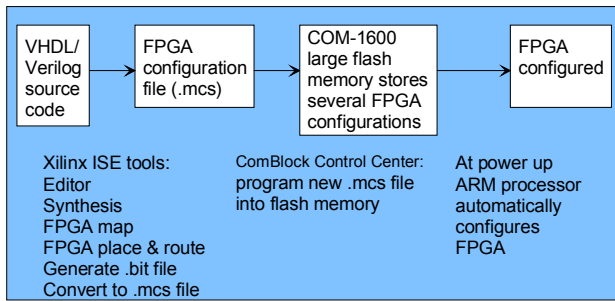 VHDL/
Verilog
source
code
FPGA
configuration
file (.mcs)
COM-1600
large flash
memory stores
several FPGA
configurations
FPGA
configured
Xilinx ISE tools:
Editor
Synthesis
FPGA map
FPGA place & route
Generate .bit file
Convert to .mcs file
ComBlock Control Center:
program new .mcs file
into flash memory
At power up
ARM processor
automatically
configures
FPGA